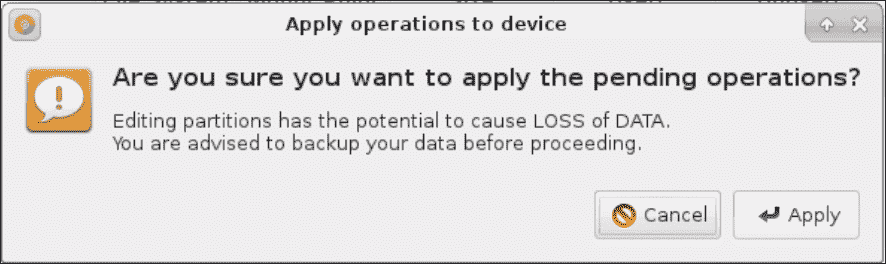 Apply operations to device
Are you sure you want to apply the pending operations?
Editing partitions has the potential to cause LOSS of DATA.
You are advised to backup your data before proceeding.
Cancel
Apply